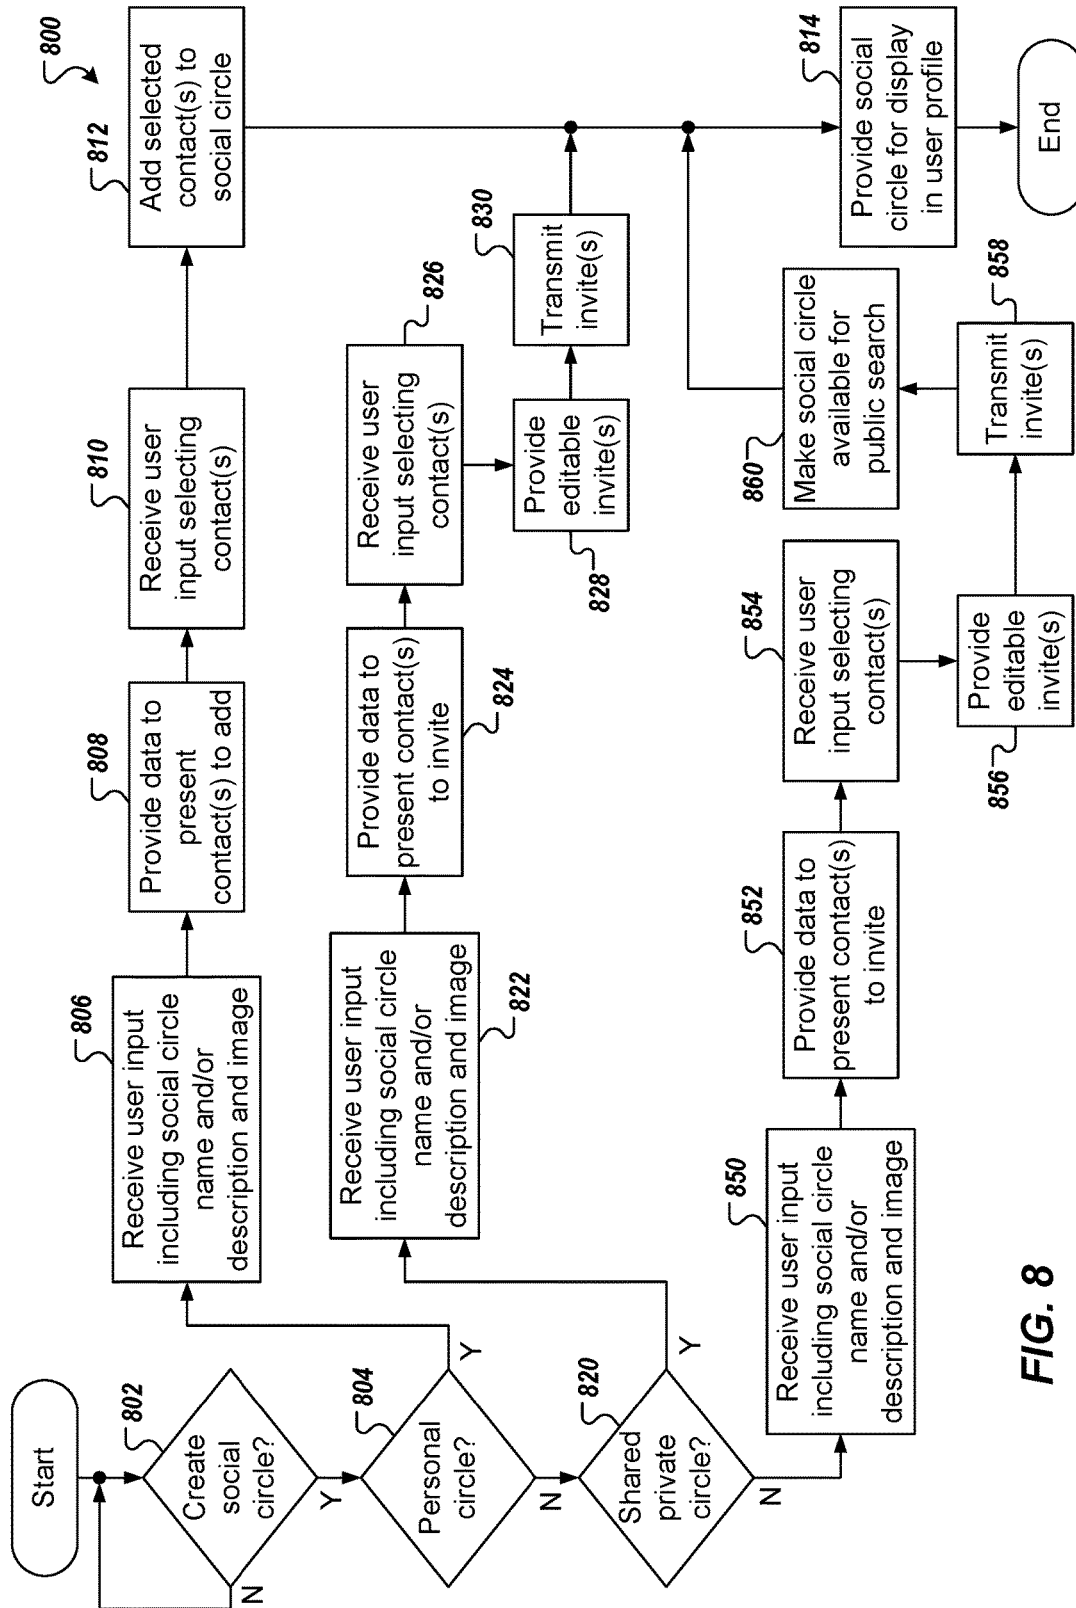 800
Start
802
Create
social
circle?
N
Y
804
Personal
circle?
Y
N
820
Shared
private
circle?
Y
N
806
Receive user input
including social circle
name and/or
description and image
808
Provide data to
present
contact(s) to add
810
Receive user
input selecting
contact(s)
812
Add selected
contact(s) to
social circle
822
Receive user input
including social circle
name and/or
description and image
824
Provide data to
present contact(s)
to invite
826
Receive user
input selecting
contact(s)
828
Provide
editable
invite(s)
830
Transmit
invite(s)
850
Receive user input
including social circle
name and/or
description and image
852
Provide data to
present contact(s)
to invite
854
Receive user
input selecting
contact(s)
856
Provide
editable
invite(s)
858
Transmit
invite(s)
860
Make social circle
available for
public search
814
Provide social
circle for display
in user profile
End
FIG. 8